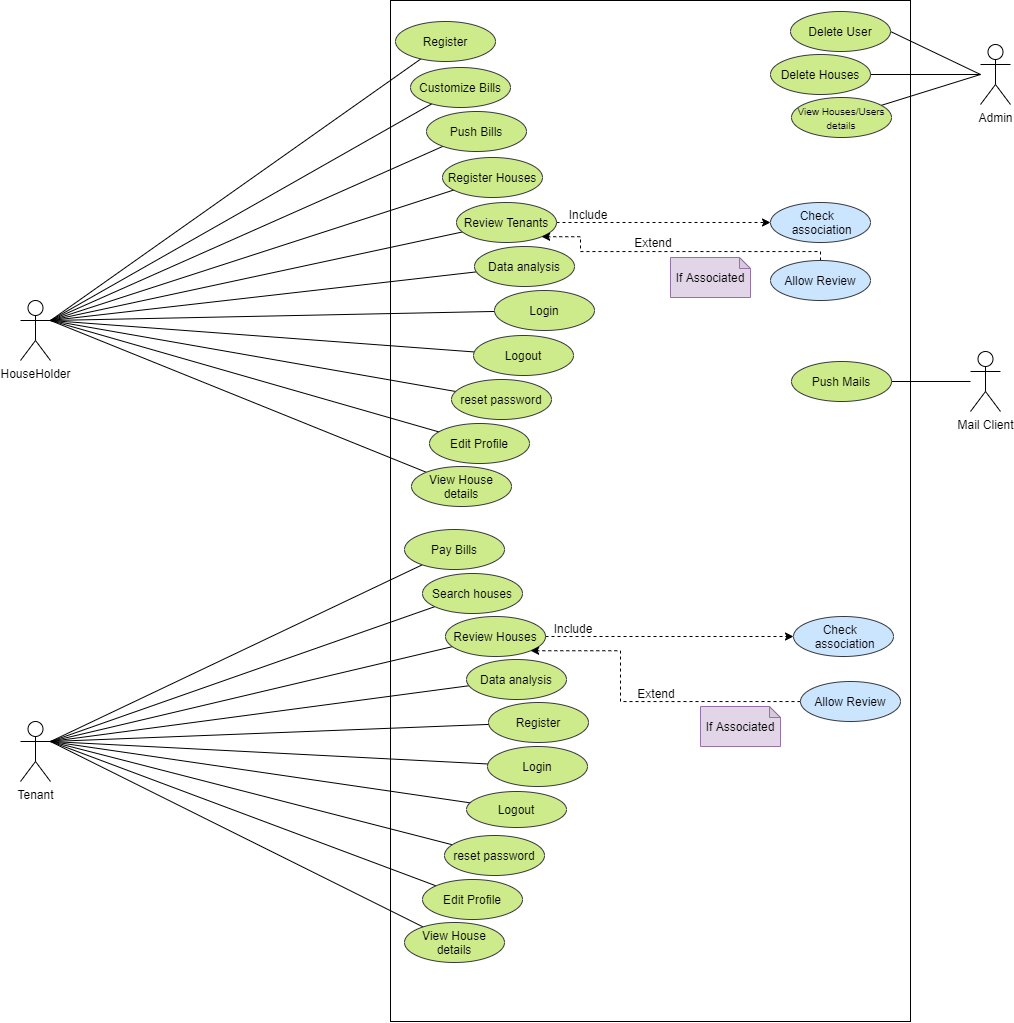 Register
Customize Bills
Push Bills
Register Houses
Review Tenants
Include
Check
association
Extend
If Associated
Allow Review
Data analysis
Login
Logout
reset password
Edit Profile
View House
details
HouseHolder
Delete User
Delete Houses
View Houses/Users
details
Admin
Push Mails
Mail Client
Pay Bills
Search houses
Review Houses
Include
Check
association
Extend
If Associated
Allow Review
Data analysis
Register
Login
Logout
reset password
Edit Profile
View House
details
Tenant